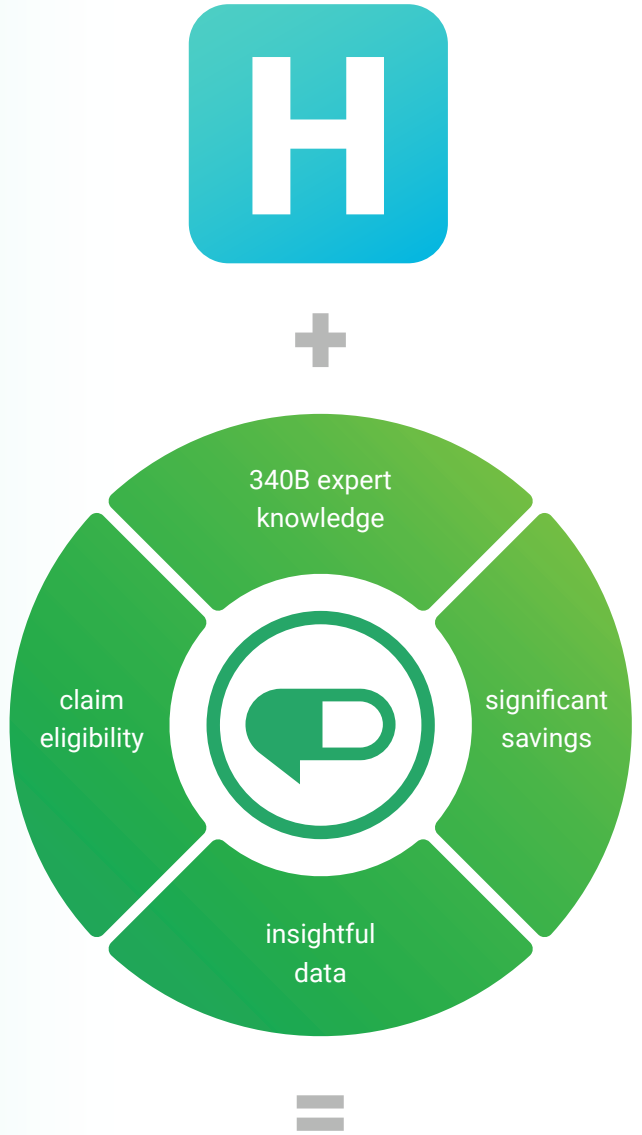 H
+
340B expert
knowledge
claim
eligibility
significant
savings
insightful
data
=